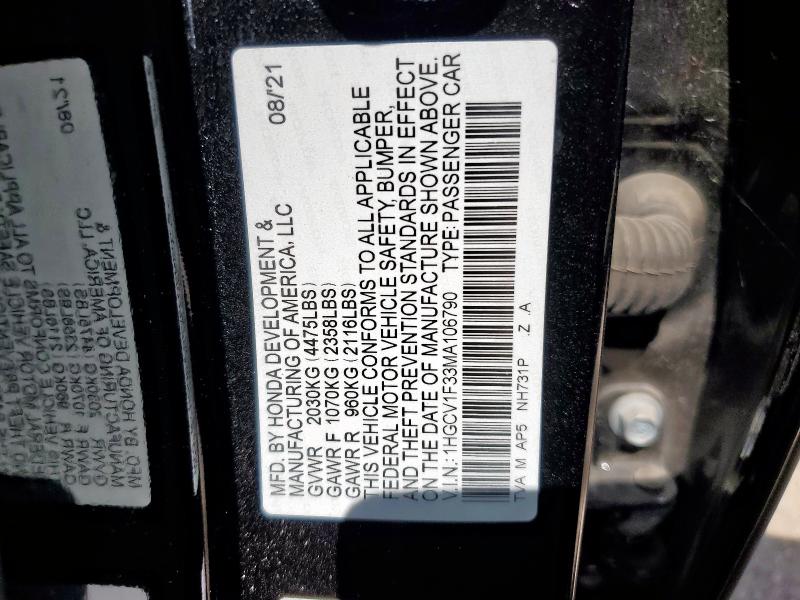 08/'21
MFD. BY HONDA DEVELOPMENT &
MANUFACTURING OF AMERICA, LLC
GVWR 2030KG (4475LBS)
GAWR F 1070KG (2358LBS)
GAWR R 960KG (2116LBS)
THIS VEHICLE CONFORMS TO ALL APPLICABLE
FEDERAL MOTOR VEHICLE SAFETY, BUMPER,
AND THEFT PREVENTION STANDARDS IN EFFECT
ON THE DATE OF MANUFACTURE SHOWN ABOVE.
V.I.N.: 1HGCV1F33MA106790 TYPE: PASSENGER CAR
TVA M AP5 NH731P .Z .A